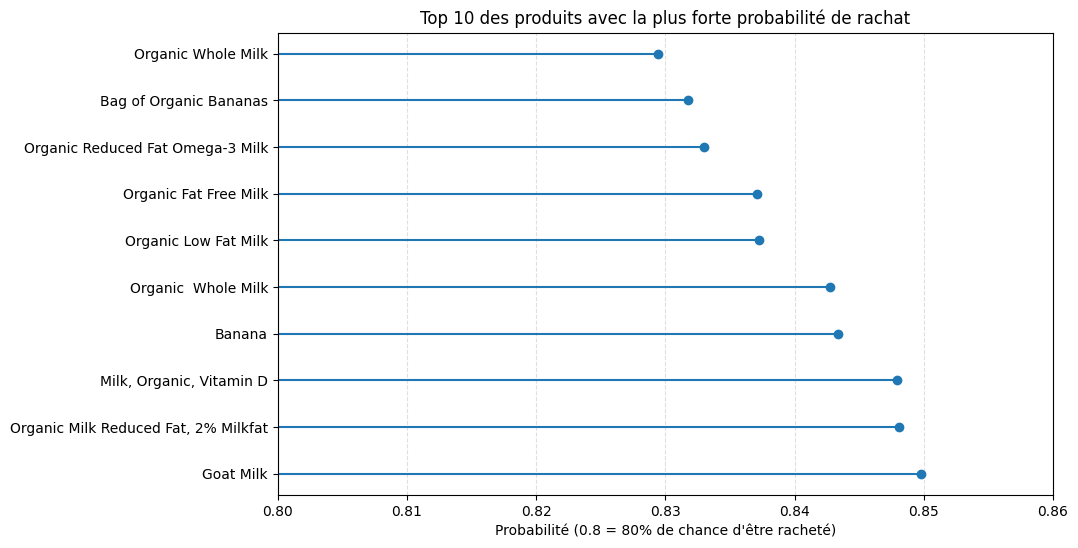 Top 10 des produits avec la plus forte probabilité de rachat
Organic Whole Milk
Bag of Organic Bananas
Organic Reduced Fat Omega-3 Milk
Organic Fat Free Milk
Organic Low Fat Milk
Organic  Whole Milk
Banana
Milk, Organic, Vitamin D
Organic Milk Reduced Fat, 2% Milkfat
Goat Milk
0.80 0.81 0.82 0.83 0.84 0.85 0.86
Probabilité (0.8 = 80% de chance d'être racheté)